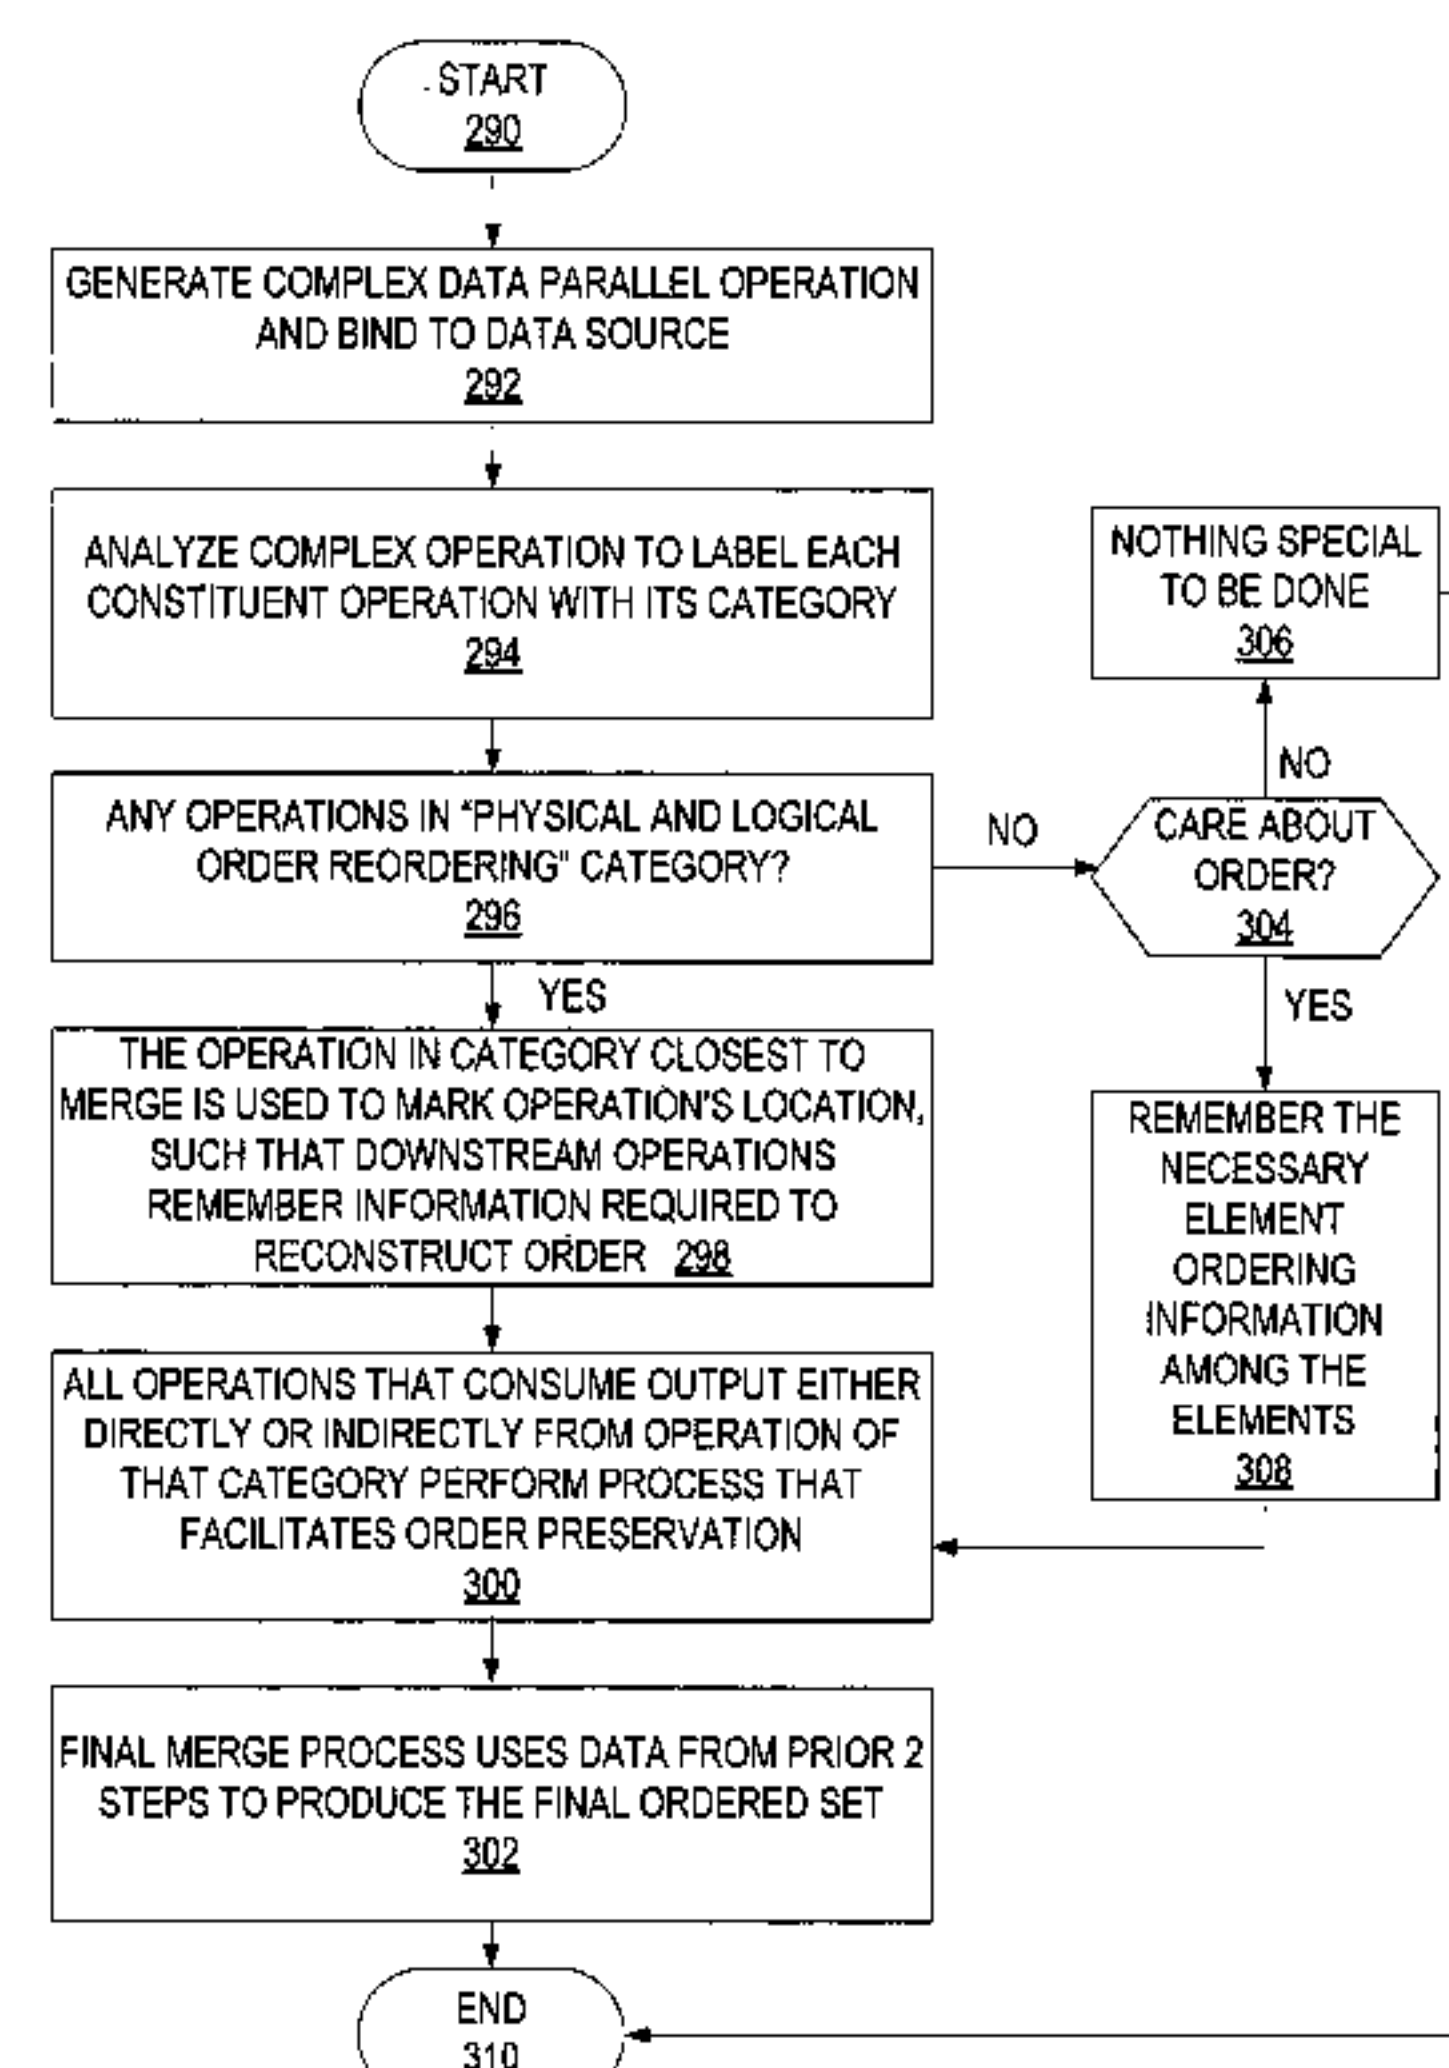 START
290
GENERATE COMPLEX DATA PARALLEL OPERATION
AND BIND TO DATA SOURCE
292
ANALYZE COMPLEX OPERATION TO LABEL EACH
CONSTITUENT OPERATION WITH ITS CATEGORY
294
ANY OPERATIONS IN “PHYSICAL AND LOGICAL
ORDER REORDERING” CATEGORY?
296
NO
YES
THE OPERATION IN CATEGORY CLOSEST TO
MERGE IS USED TO MARK OPERATION'S LOCATION,
SUCH THAT DOWNSTREAM OPERATIONS
REMEMBER INFORMATION REQUIRED TO
RECONSTRUCT ORDER 298
ALL OPERATIONS THAT CONSUME OUTPUT EITHER
DIRECTLY OR INDIRECTLY FROM OPERATION OF
THAT CATEGORY PERFORM PROCESS THAT
FACILITATES ORDER PRESERVATION
300
FINAL MERGE PROCESS USES DATA FROM PRIOR 2
STEPS TO PRODUCE THE FINAL ORDERED SET
302
END
310
NOTHING SPECIAL
TO BE DONE
306
NO
CARE ABOUT
ORDER?
304
YES
REMEMBER THE
NECESSARY
ELEMENT
ORDERING
INFORMATION
AMONG THE
ELEMENTS
308